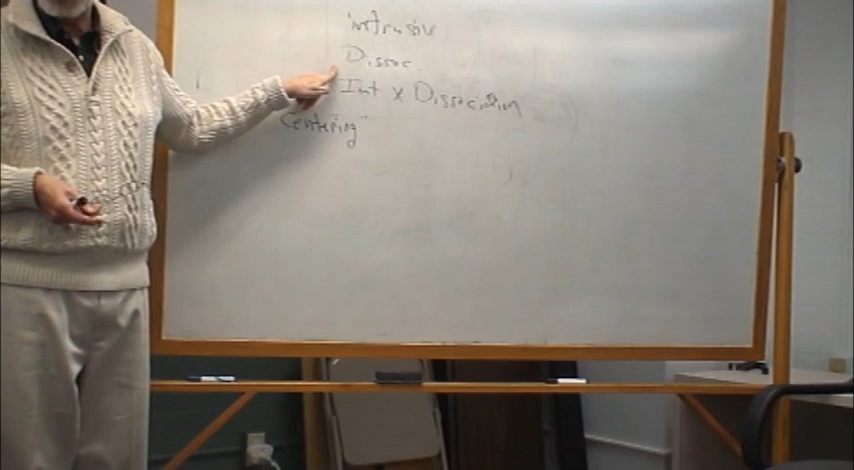 intrusive
Dissoc.
Int x Dissociation
Centering